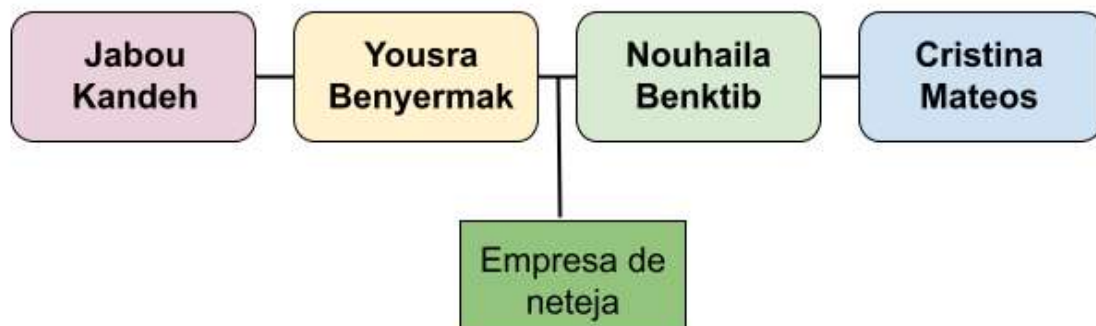 Jabou
Kandeh
Yousra
Benyermak
Nouhaila
Benktib
Cristina
Mateos
Empresa de
neteja